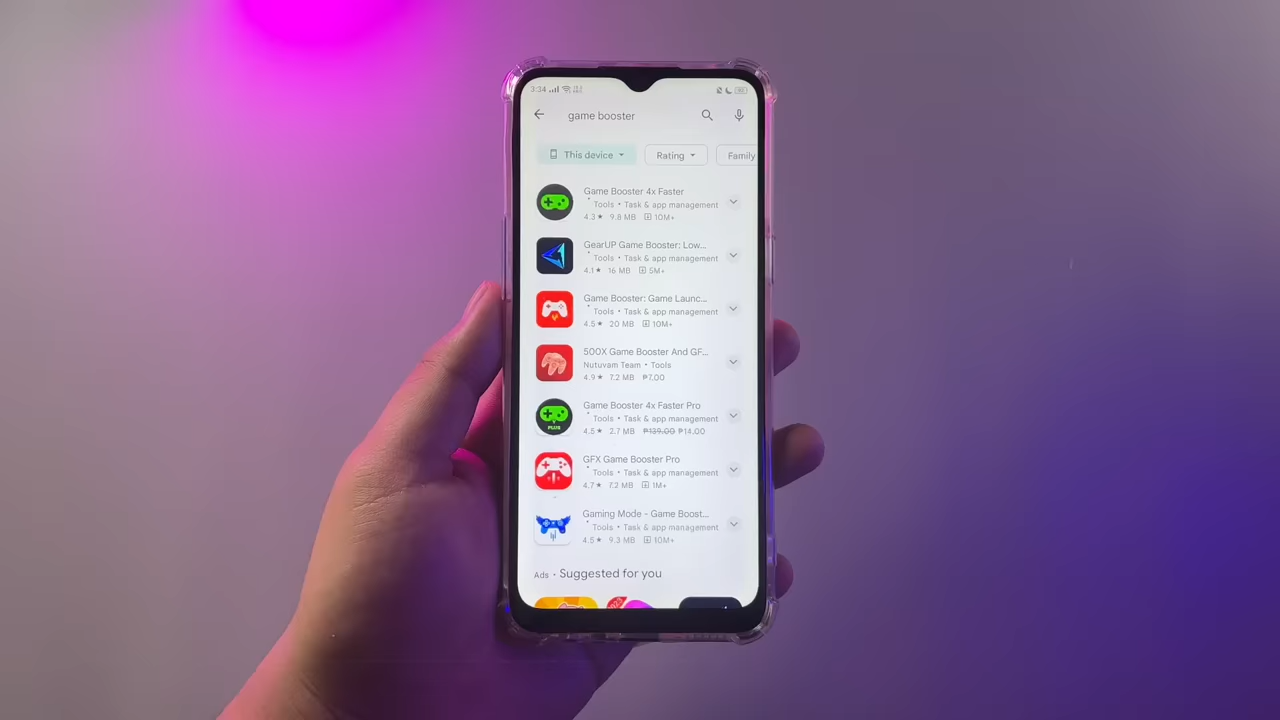 3:34
game booster
This device
Rating
Family
Game Booster 4x Faster
Tools • Task & app management
4.3★ 9.8 MB 10M+
GearUP Game Booster: Low...
Tools • Task & app management
4.1★ 16 MB 5M+
Game Booster: Game Launc...
Tools • Task & app management
4.5★ 20 MB 10M+
500X Game Booster And GF...
Nutuvam Team • Tools
4.9★ 7.2 MB ₱7.00
Game Booster 4x Faster Pro
Tools • Task & app management
PLUS
4.5★ 2.7 MB ₱139.00 ₱14.00
GFX Game Booster Pro
Tools • Task & app management
4.7★ 7.2 MB 1M+
Gaming Mode - Game Boost...
Tools • Task & app management
4.5★ 9.3 MB 10M+
Ads • Suggested for you
2023